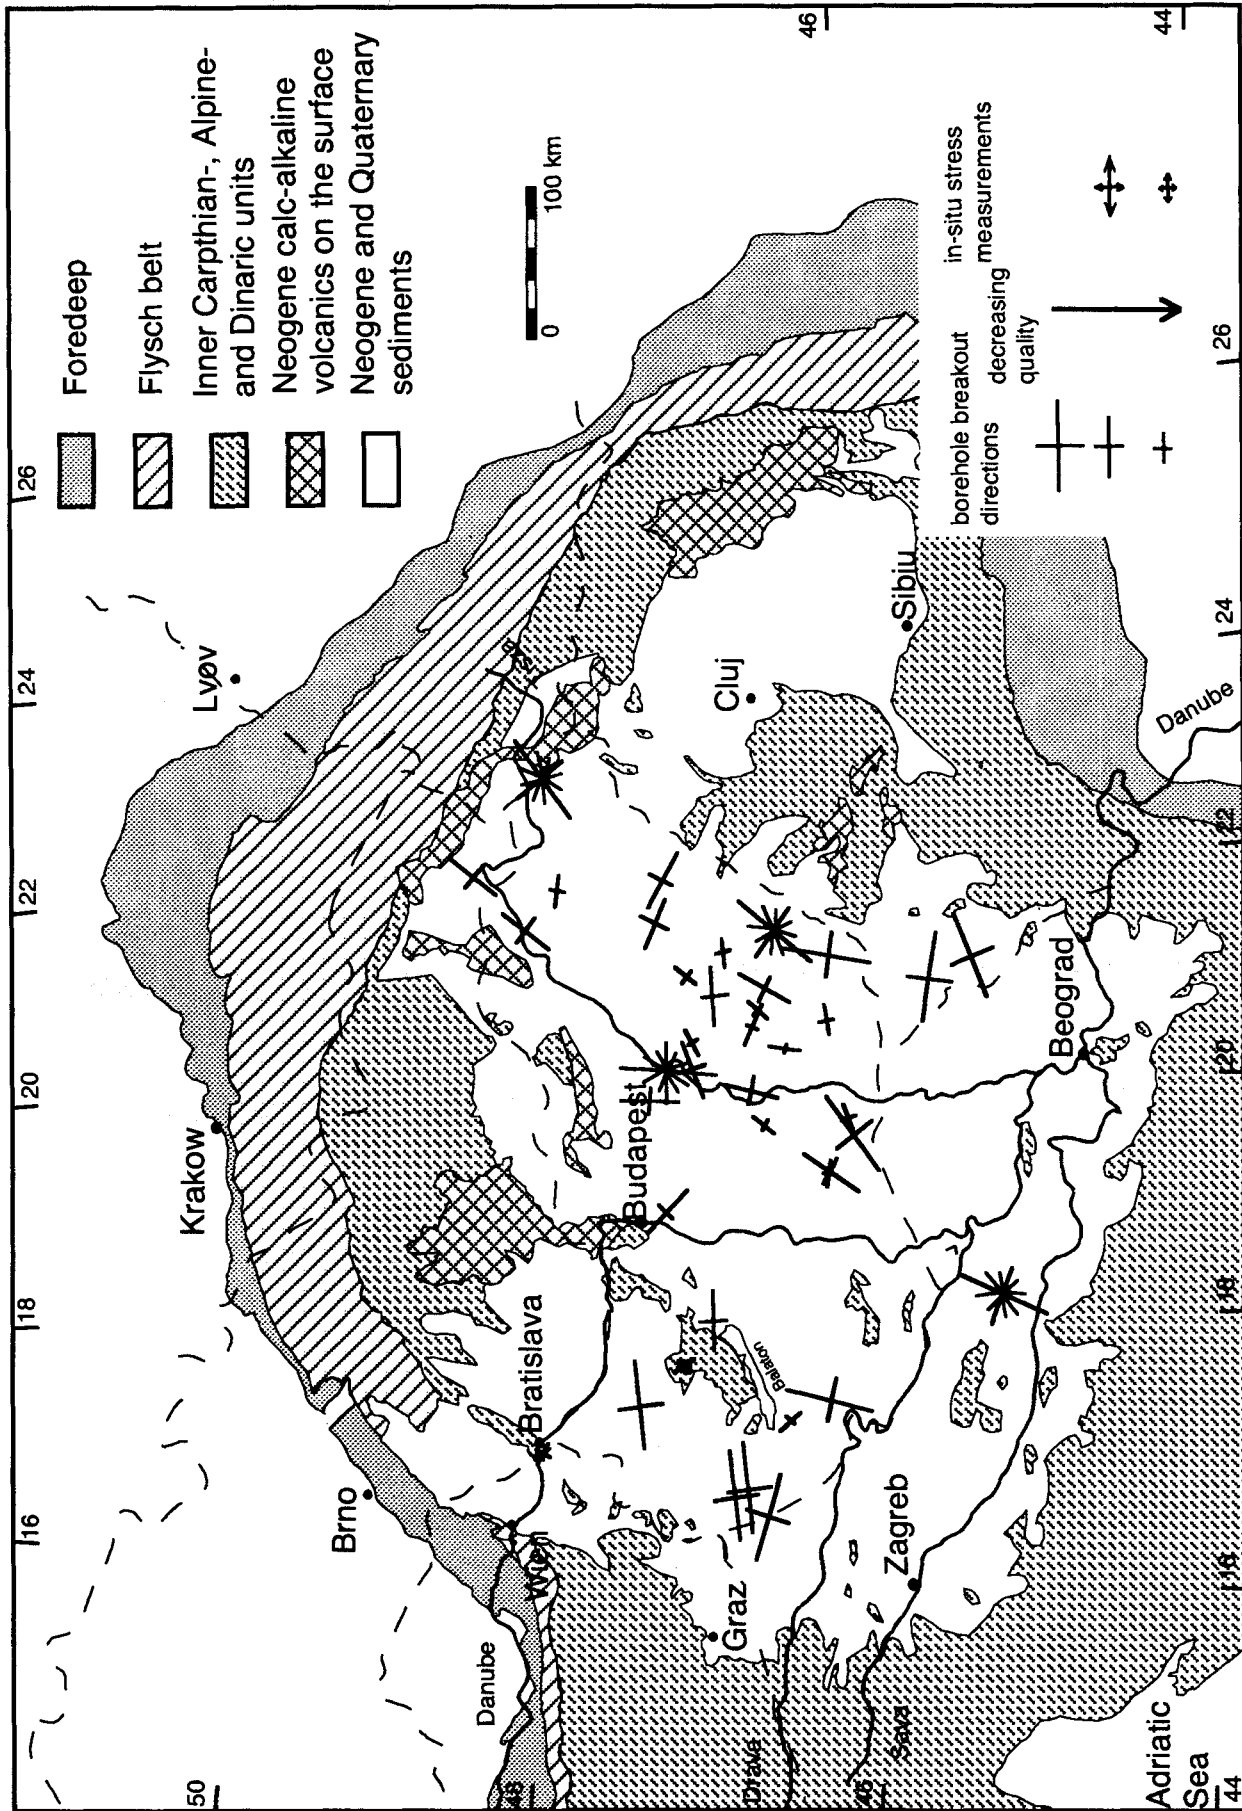 16
18
20
22
24
26
50
48
46
44
46
44
16
18
20
22
24
26
Foredeep
Flysch belt
Inner Carpthian-, Alpine-
and Dinaric units
Neogene calc-alkaline
volcanics on the surface
Neogene and Quaternary
sediments
0
100 km
Krakow
Lvøv
Brno
Danube
Wien
Bratislava
Budapest
Balaton
Graz
Drava
Sava
Zagreb
Cluj
Sibiu
Beograd
Danube
Adriatic
Sea
borehole breakout
directions
decreasing
quality
in-situ stress
measurements